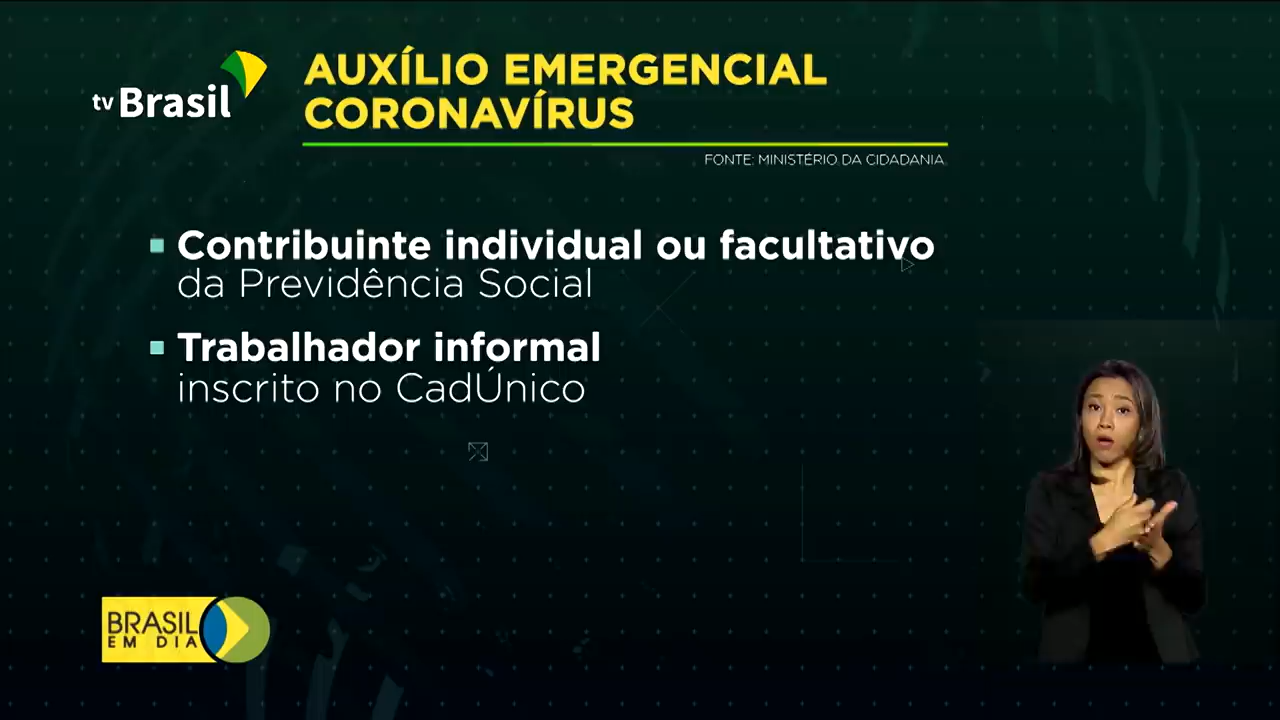 tv Brasil
AUXÍLIO EMERGENCIAL
CORONAVÍRUS
FONTE: MINISTÉRIO DA CIDADANIA
Contribuinte individual ou facultativo
da Previdência Social
Trabalhador informal
inscrito no CadÚnico
BRASIL
EM DIA